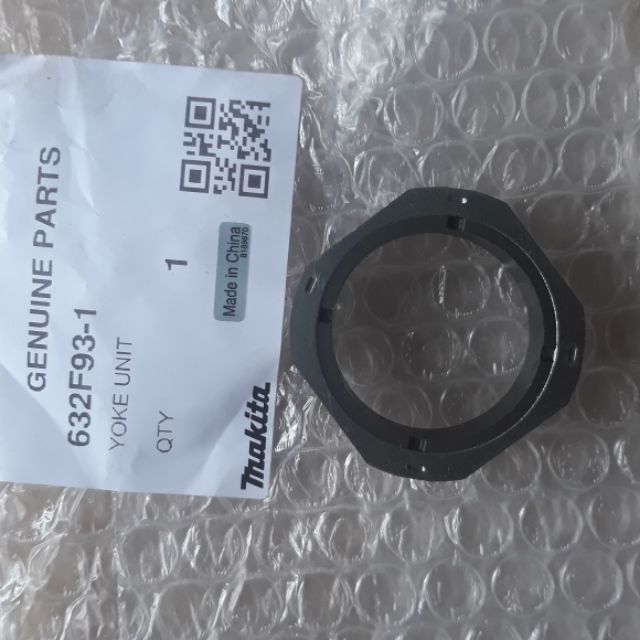 GENUINE PARTS
632F93-1
YOKE UNIT
QTY 1
Made in China
makita